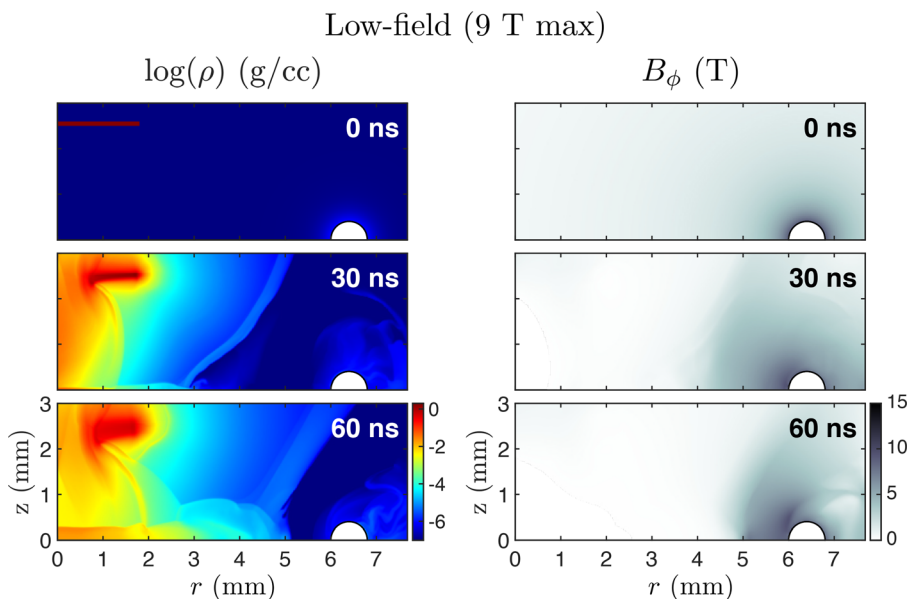 Low-field (9 T max)
log(ρ) (g/cc)
B_ϕ (T)
0 ns
0 ns
30 ns
30 ns
3
2
1
0
z (mm)
60 ns
0
-2
-4
-6
0 1 2 3 4 5 6 7
r (mm)
3
2
1
0
z (mm)
60 ns
15
10
5
0
0 1 2 3 4 5 6 7
r (mm)